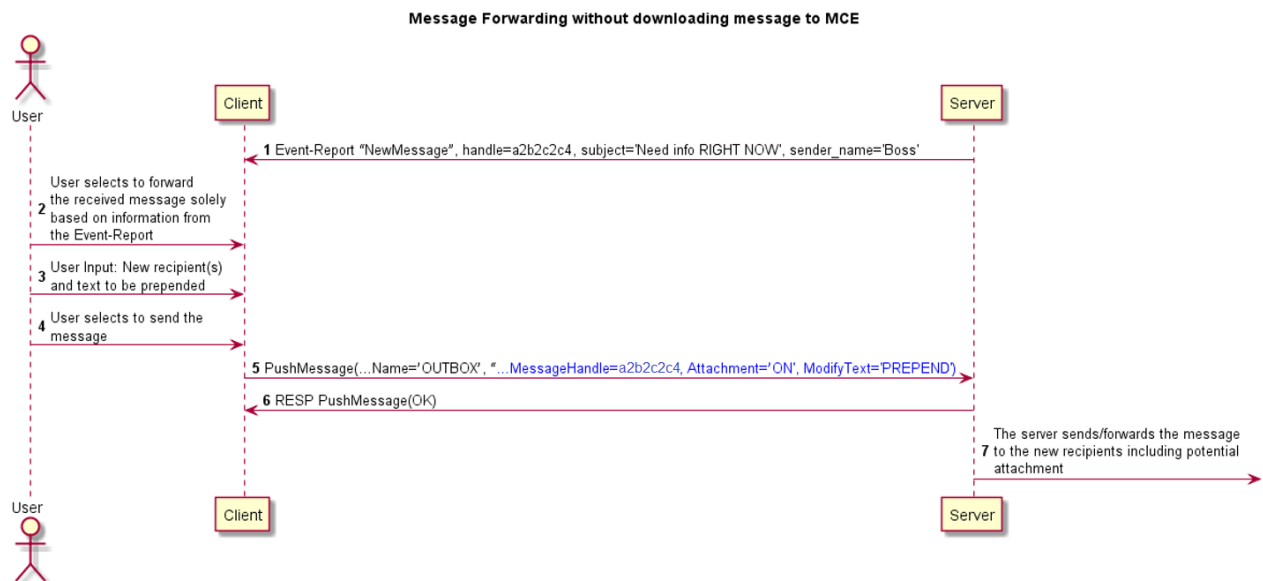 Message Forwarding without downloading message to MCE
User
Client
Server
1 Event-Report “NewMessage”, handle=a2b2c2c4, subject='Need info RIGHT NOW', sender_name='Boss'
User selects to forward
the received message solely
2 based on information from
the Event-Report
User Input: New recipient(s)
3 and text to be prepended
4 User selects to send the
message
5 PushMessage(…Name='OUTBOX', “…MessageHandle=a2b2c2c4, Attachment='ON', ModifyText='PREPEND')
6 RESP PushMessage(OK)
The server sends/forwards the message
7 to the new recipients including potential
attachment
User
Client
Server